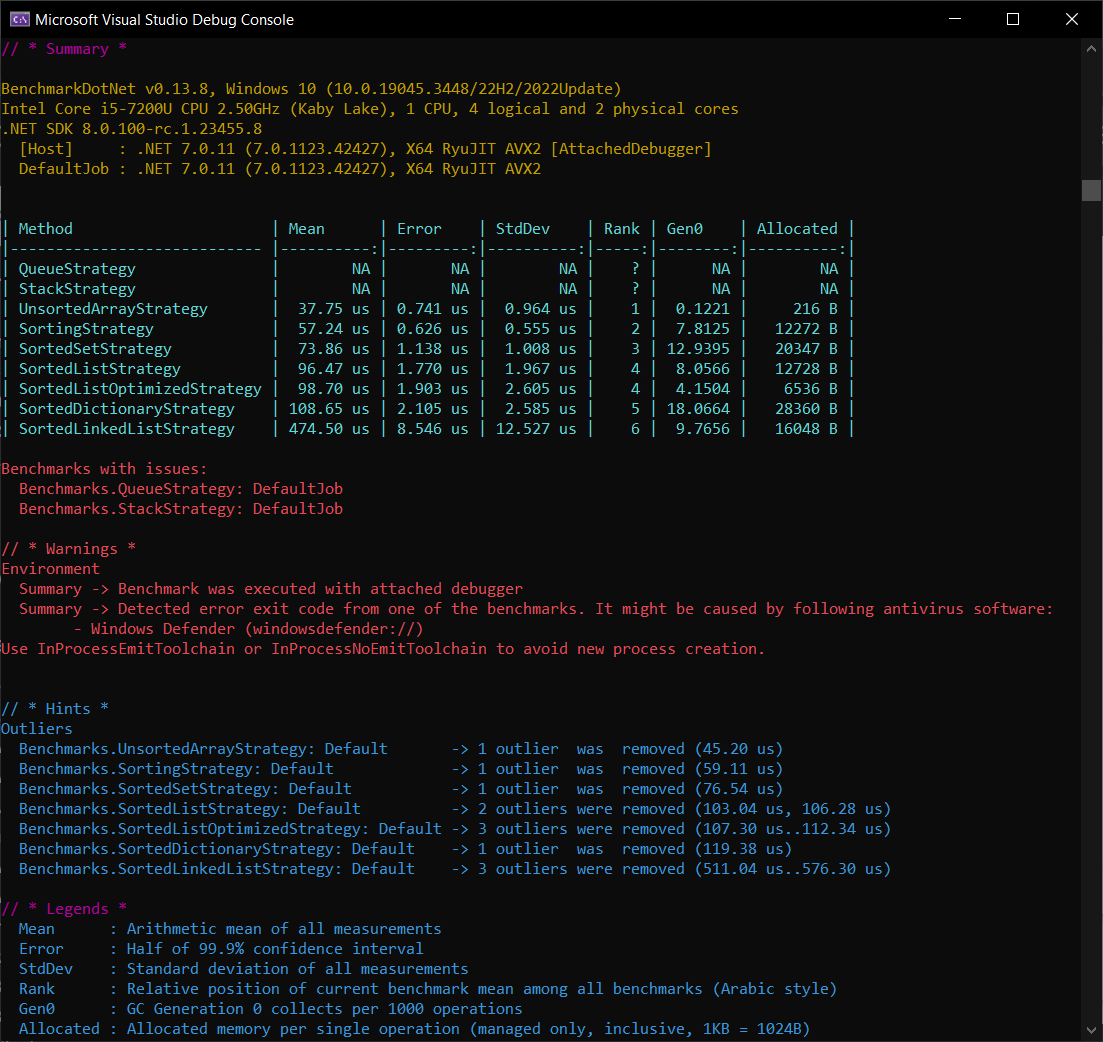 Microsoft Visual Studio Debug Console
// * Summary *
BenchmarkDotNet v0.13.8, Windows 10 (10.0.19045.3448/22H2/2022Update)
Intel Core i5-7200U CPU 2.50GHz (Kaby Lake), 1 CPU, 4 logical and 2 physical cores
.NET SDK 8.0.100-rc.1.23455.8
  [Host]     : .NET 7.0.11 (7.0.1123.42427), X64 RyuJIT AVX2 [AttachedDebugger]
  DefaultJob : .NET 7.0.11 (7.0.1123.42427), X64 RyuJIT AVX2
| Method                      | Mean      | Error     | StdDev    | Rank | Gen0    | Allocated |
|---------------------------- |----------:|---------:|----------:|-----:|--------:|----------:|
| QueueStrategy               |        NA |       NA |        NA |    ? |      NA |        NA |
| StackStrategy               |        NA |       NA |        NA |    ? |      NA |        NA |
| UnsortedArrayStrategy       |  37.75 us | 0.741 us |  0.964 us |    1 |  0.1221 |     216 B |
| SortingStrategy             |  57.24 us | 0.626 us |  0.555 us |    2 |  7.8125 |   12272 B |
| SortedSetStrategy           |  73.86 us | 1.138 us |  1.008 us |    3 | 12.9395 |   20347 B |
| SortedListStrategy          |  96.47 us | 1.770 us |  1.967 us |    4 |  8.0566 |   12728 B |
| SortedListOptimizedStrategy |  98.70 us | 1.903 us |  2.605 us |    4 |  4.1504 |    6536 B |
| SortedDictionaryStrategy    | 108.65 us | 2.105 us |  2.585 us |    5 | 18.0664 |   28360 B |
| SortedLinkedListStrategy    | 474.50 us | 8.546 us | 12.527 us |    6 |  9.7656 |   16048 B |
Benchmarks with issues:
  Benchmarks.QueueStrategy: DefaultJob
  Benchmarks.StackStrategy: DefaultJob
// * Warnings *
Environment
  Summary -> Benchmark was executed with attached debugger
  Summary -> Detected error exit code from one of the benchmarks. It might be caused by following antivirus software:
        - Windows Defender (windowsdefender://)
Use InProcessEmitToolchain or InProcessNoEmitToolchain to avoid new process creation.
// * Hints *
Outliers
  Benchmarks.UnsortedArrayStrategy: Default       -> 1 outlier  was  removed (45.20 us)
  Benchmarks.SortingStrategy: Default             -> 1 outlier  was  removed (59.11 us)
  Benchmarks.SortedSetStrategy: Default           -> 1 outlier  was  removed (76.54 us)
  Benchmarks.SortedListStrategy: Default          -> 2 outliers were removed (103.04 us, 106.28 us)
  Benchmarks.SortedListOptimizedStrategy: Default -> 3 outliers were removed (107.30 us..112.34 us)
  Benchmarks.SortedDictionaryStrategy: Default    -> 1 outlier  was  removed (119.38 us)
  Benchmarks.SortedLinkedListStrategy: Default    -> 3 outliers were removed (511.04 us..576.30 us)
// * Legends *
  Mean      : Arithmetic mean of all measurements
  Error     : Half of 99.9% confidence interval
  StdDev    : Standard deviation of all measurements
  Rank      : Relative position of current benchmark mean among all benchmarks (Arabic style)
  Gen0      : GC Generation 0 collects per 1000 operations
  Allocated : Allocated memory per single operation (managed only, inclusive, 1KB = 1024B)